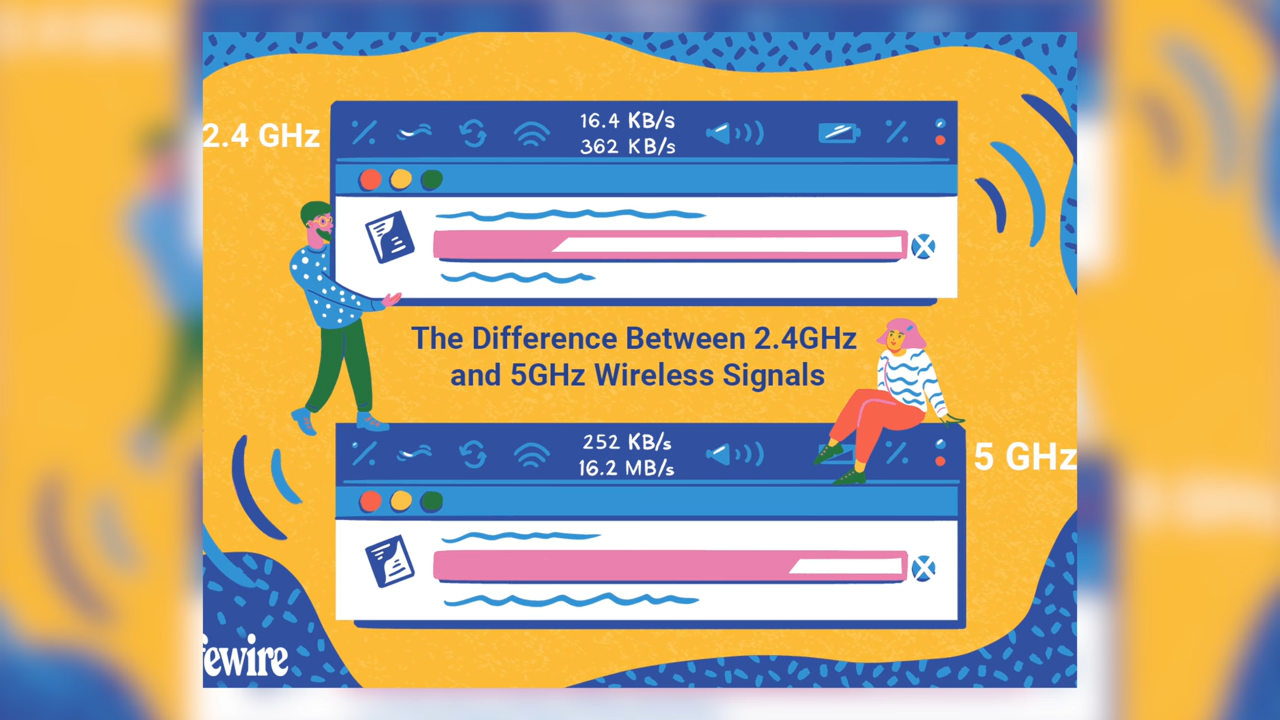 2.4 GHz
16.4 KB/s
362 KB/s
The Difference Between 2.4GHz
and 5GHz Wireless Signals
252 KB/s
16.2 MB/s
5 GHz
ewire